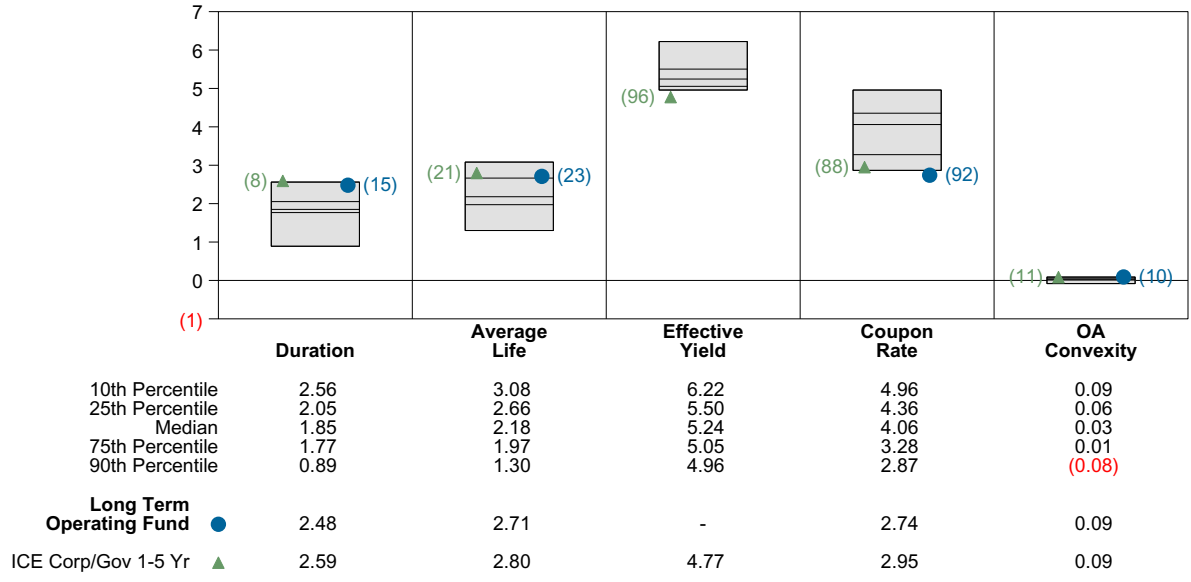 7
6
5
4
3
2
1
0
(1)
(8) (15)
(21) (23)
(96)
(88) (92)
(11) (10)
Duration Average Life Effective Yield Coupon Rate OA Convexity
10th Percentile 2.56 3.08 6.22 4.96 0.09
25th Percentile 2.05 2.66 5.50 4.36 0.06
Median 1.85 2.18 5.24 4.06 0.03
75th Percentile 1.77 1.97 5.05 3.28 0.01
90th Percentile 0.89 1.30 4.96 2.87 (0.08)
Long Term
Operating Fund 2.48 2.71 - 2.74 0.09
ICE Corp/Gov 1-5 Yr 2.59 2.80 4.77 2.95 0.09